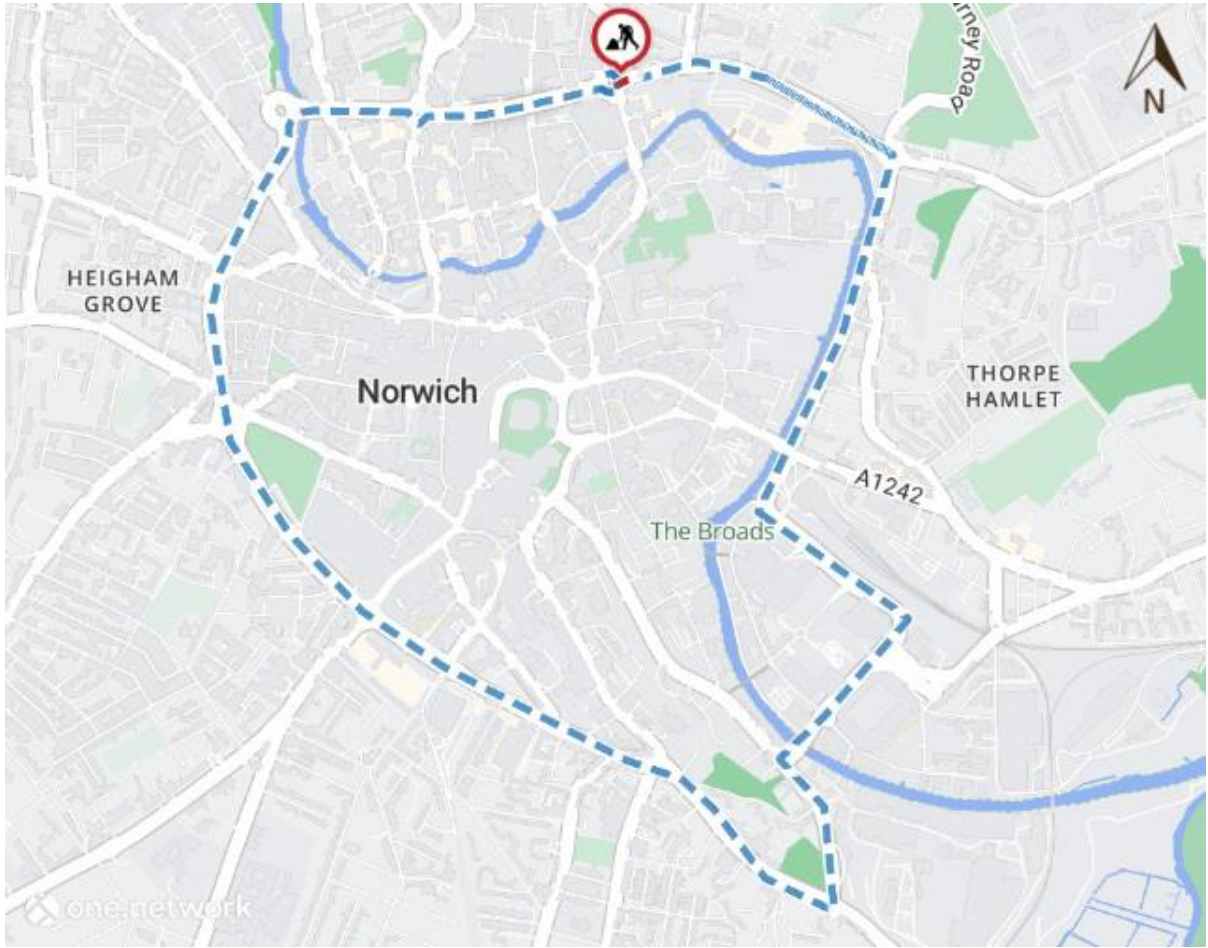 rney Road
N
HEIGHAM
GROVE
Norwich
THORPE
HAMLET
A1242
The Broads
one.network